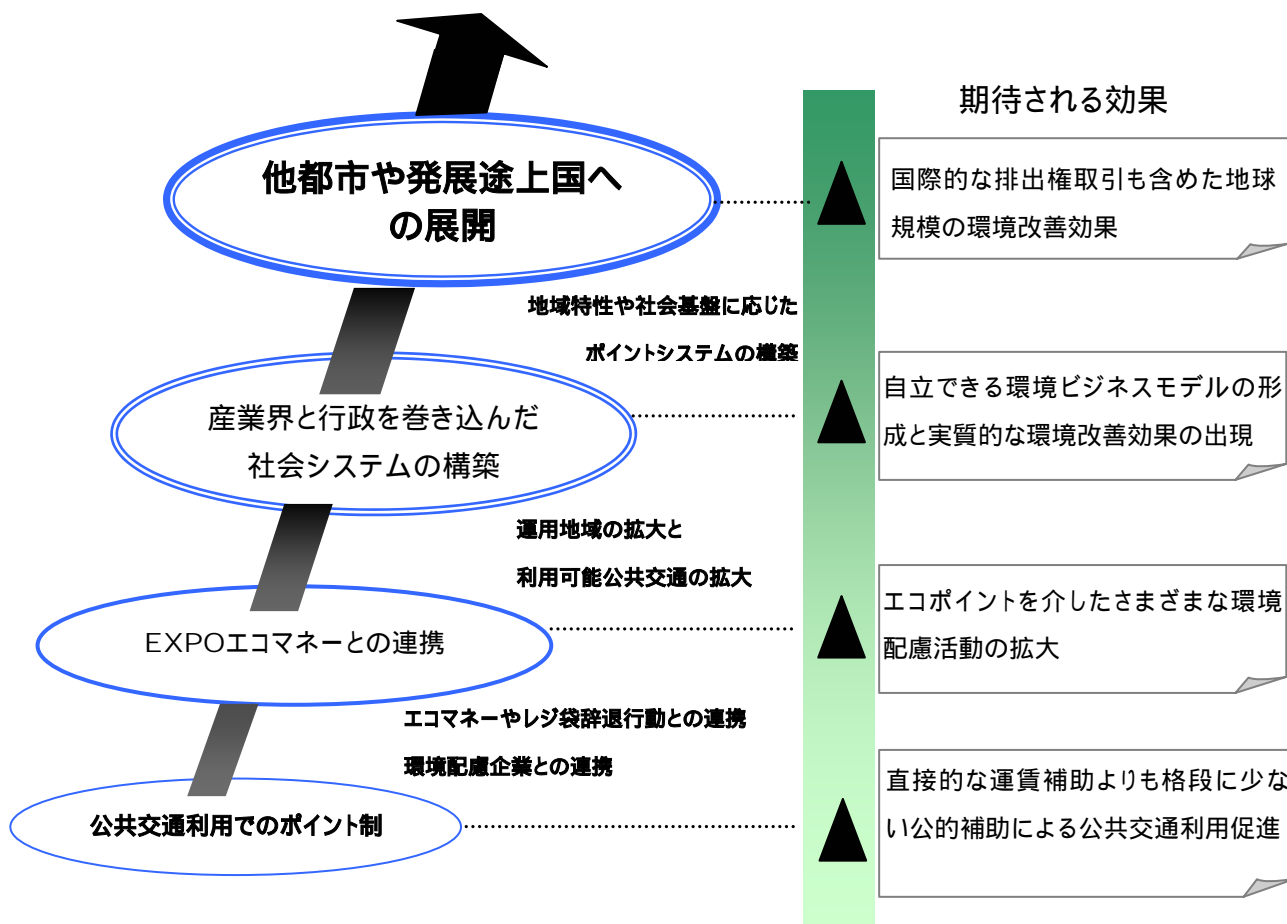 期待される効果
他都市や発展途上国へ
の展開
国際的な排出権取引も含めた地球
規模の環境改善効果
地域特性や社会基盤に応じた
ポイントシステムの構築
産業界と行政を巻き込んだ
社会システムの構築
自立できる環境ビジネスモデルの形
成と実質的な環境改善効果の出現
運用地域の拡大と
利用可能公共交通の拡大
EXPOエコマネーとの連携
エコポイントを介したさまざまな環境
配慮活動の拡大
エコマネーやレジ袋辞退行動との連携
環境配慮企業との連携
公共交通利用でのポイント制
直接的な運賃補助よりも格段に少な
い公的補助による公共交通利用促進